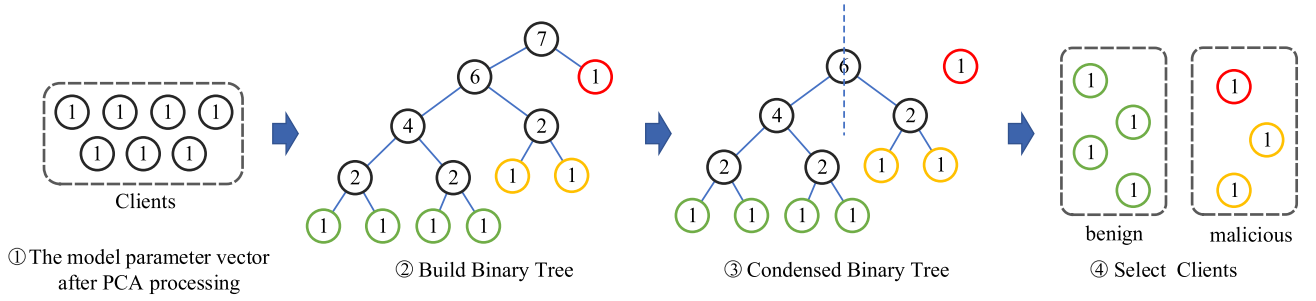 1 1 1 1
1 1 1
Clients
① The model parameter vector
after PCA processing
7
6 1
4 2
2 2 1 1
1 1 1 1
② Build Binary Tree
6 1
4 2
2 2 1 1
1 1 1 1
③ Condensed Binary Tree
1
1
1
1
benign
1
1
1
malicious
④ Select Clients